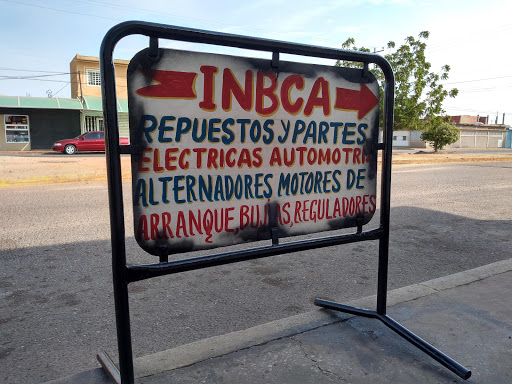 INBCA
REPUESTOS Y PARTES
ELECTRICAS AUTOMOTRI
ALTERNADORES MOTORES DE
ARRANQUE, BUJIAS, REGULADORES